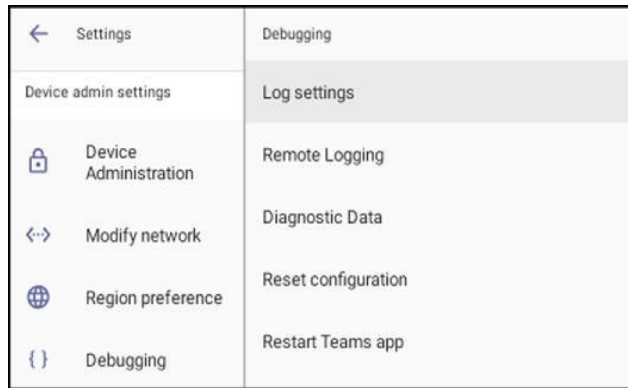 Settings
Device admin settings
Device
Administration
Modify network
Region preference
Debugging
Debugging
Log settings
Remote Logging
Diagnostic Data
Reset configuration
Restart Teams app